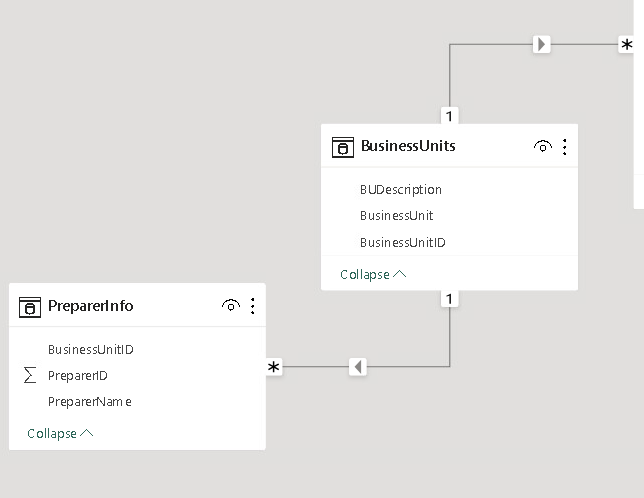 *
1
BusinessUnits
BUDescription
BusinessUnit
BusinessUnitID
Collapse
1
PreparerInfo
*
BusinessUnitID
∑ PreparerID
PreparerName
Collapse